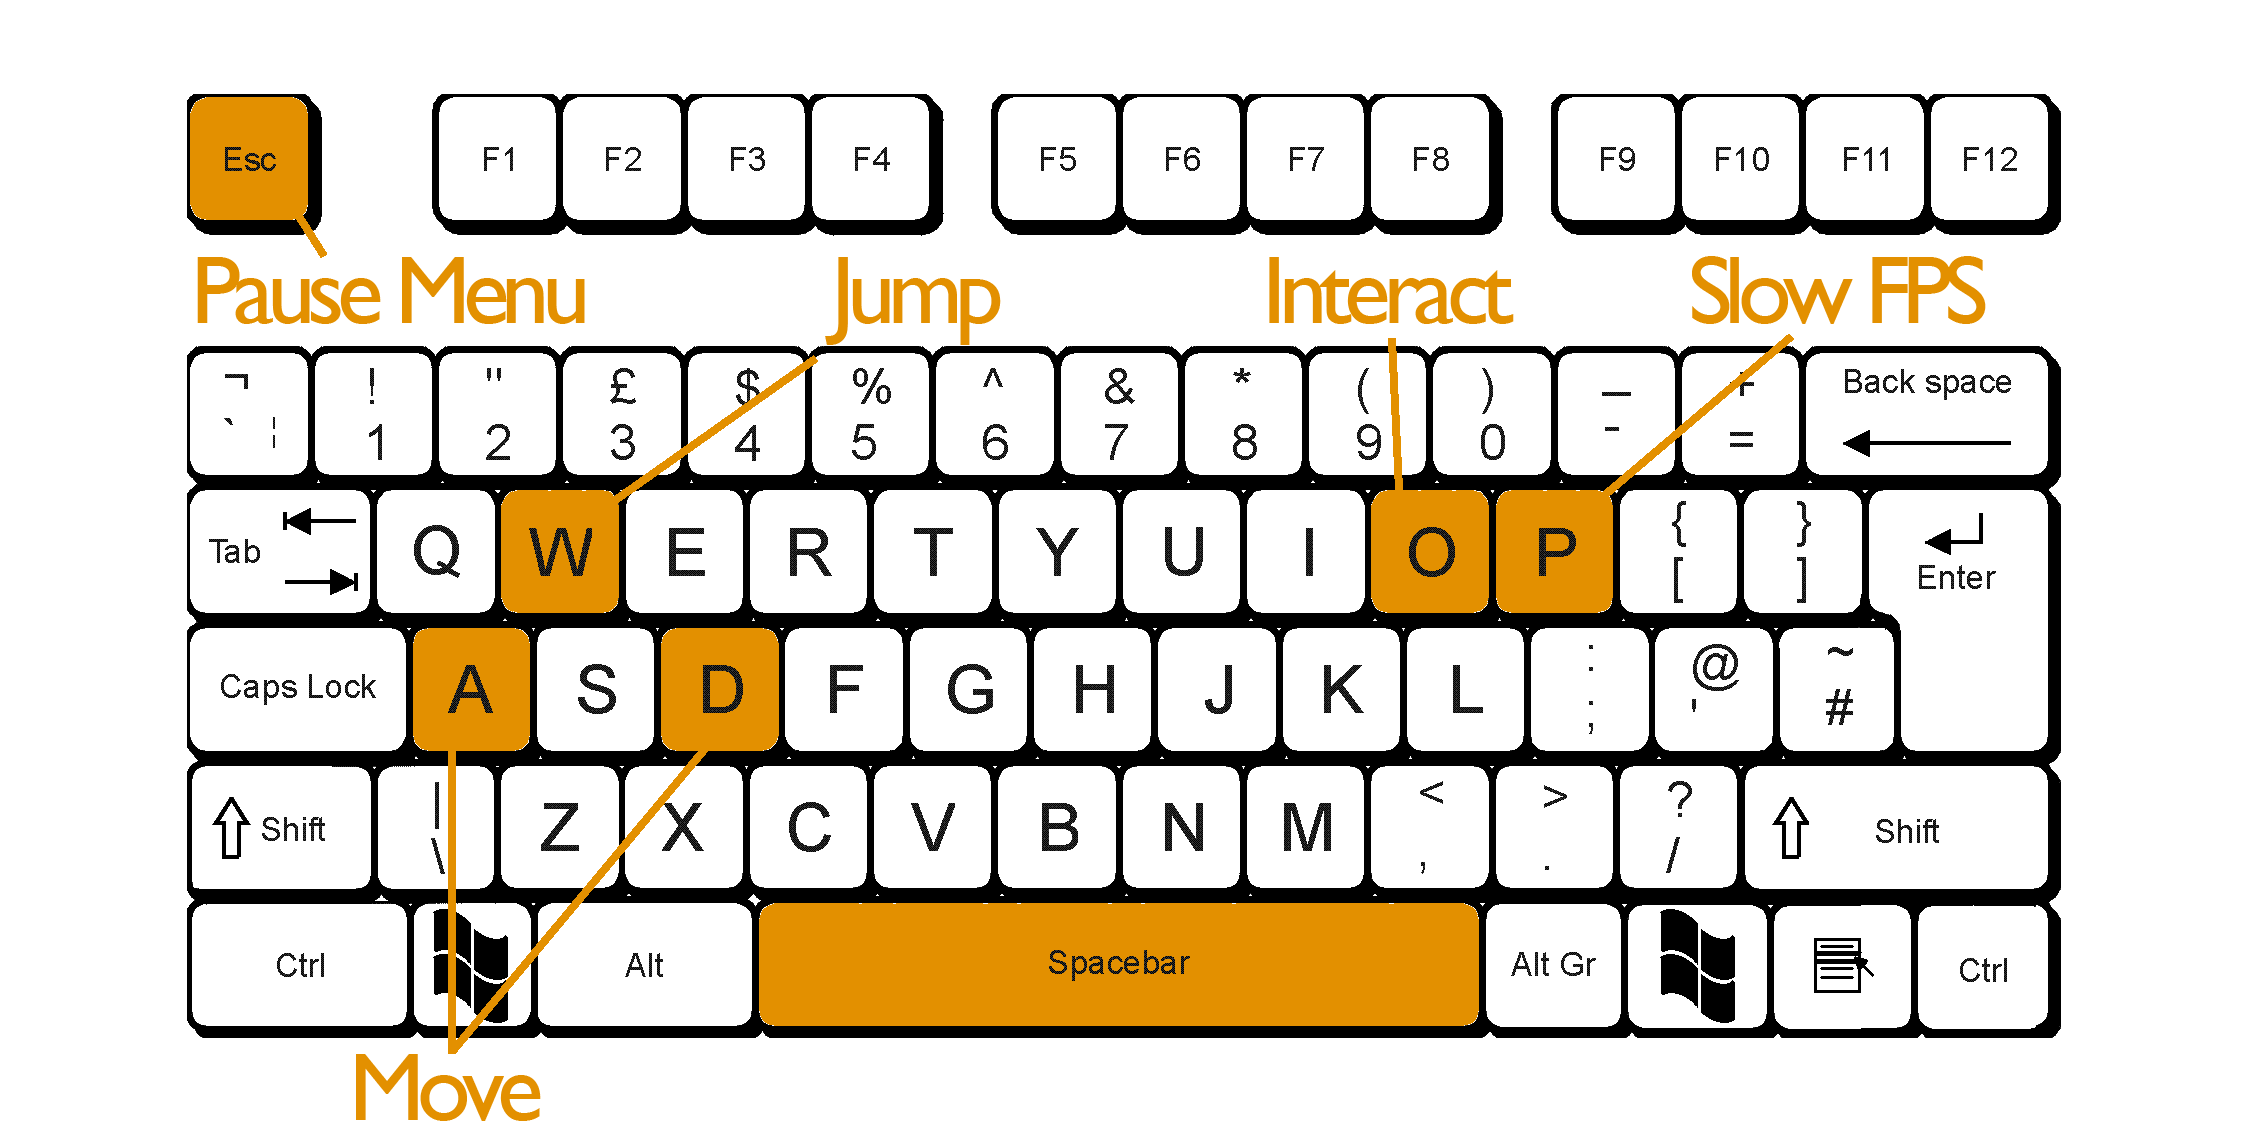 Esc F1 F2 F3 F4 F5 F6 F7 F8 F9 F10 F11 F12
Pause Menu Jump Interact Slow FPS
¬ ! " £ $ % ^ & * ( ) _ + Back space
` ¦ 1 2 3 4 5 6 7 8 9 0 - =
Tab Q W E R T Y U I O P { [ } ] Enter
Caps Lock A S D F G H J K L : ; @ ' ~ #
Shift | \ Z X C V B N M < , > . ? / Shift
Ctrl Alt Spacebar Alt Gr Ctrl
Move